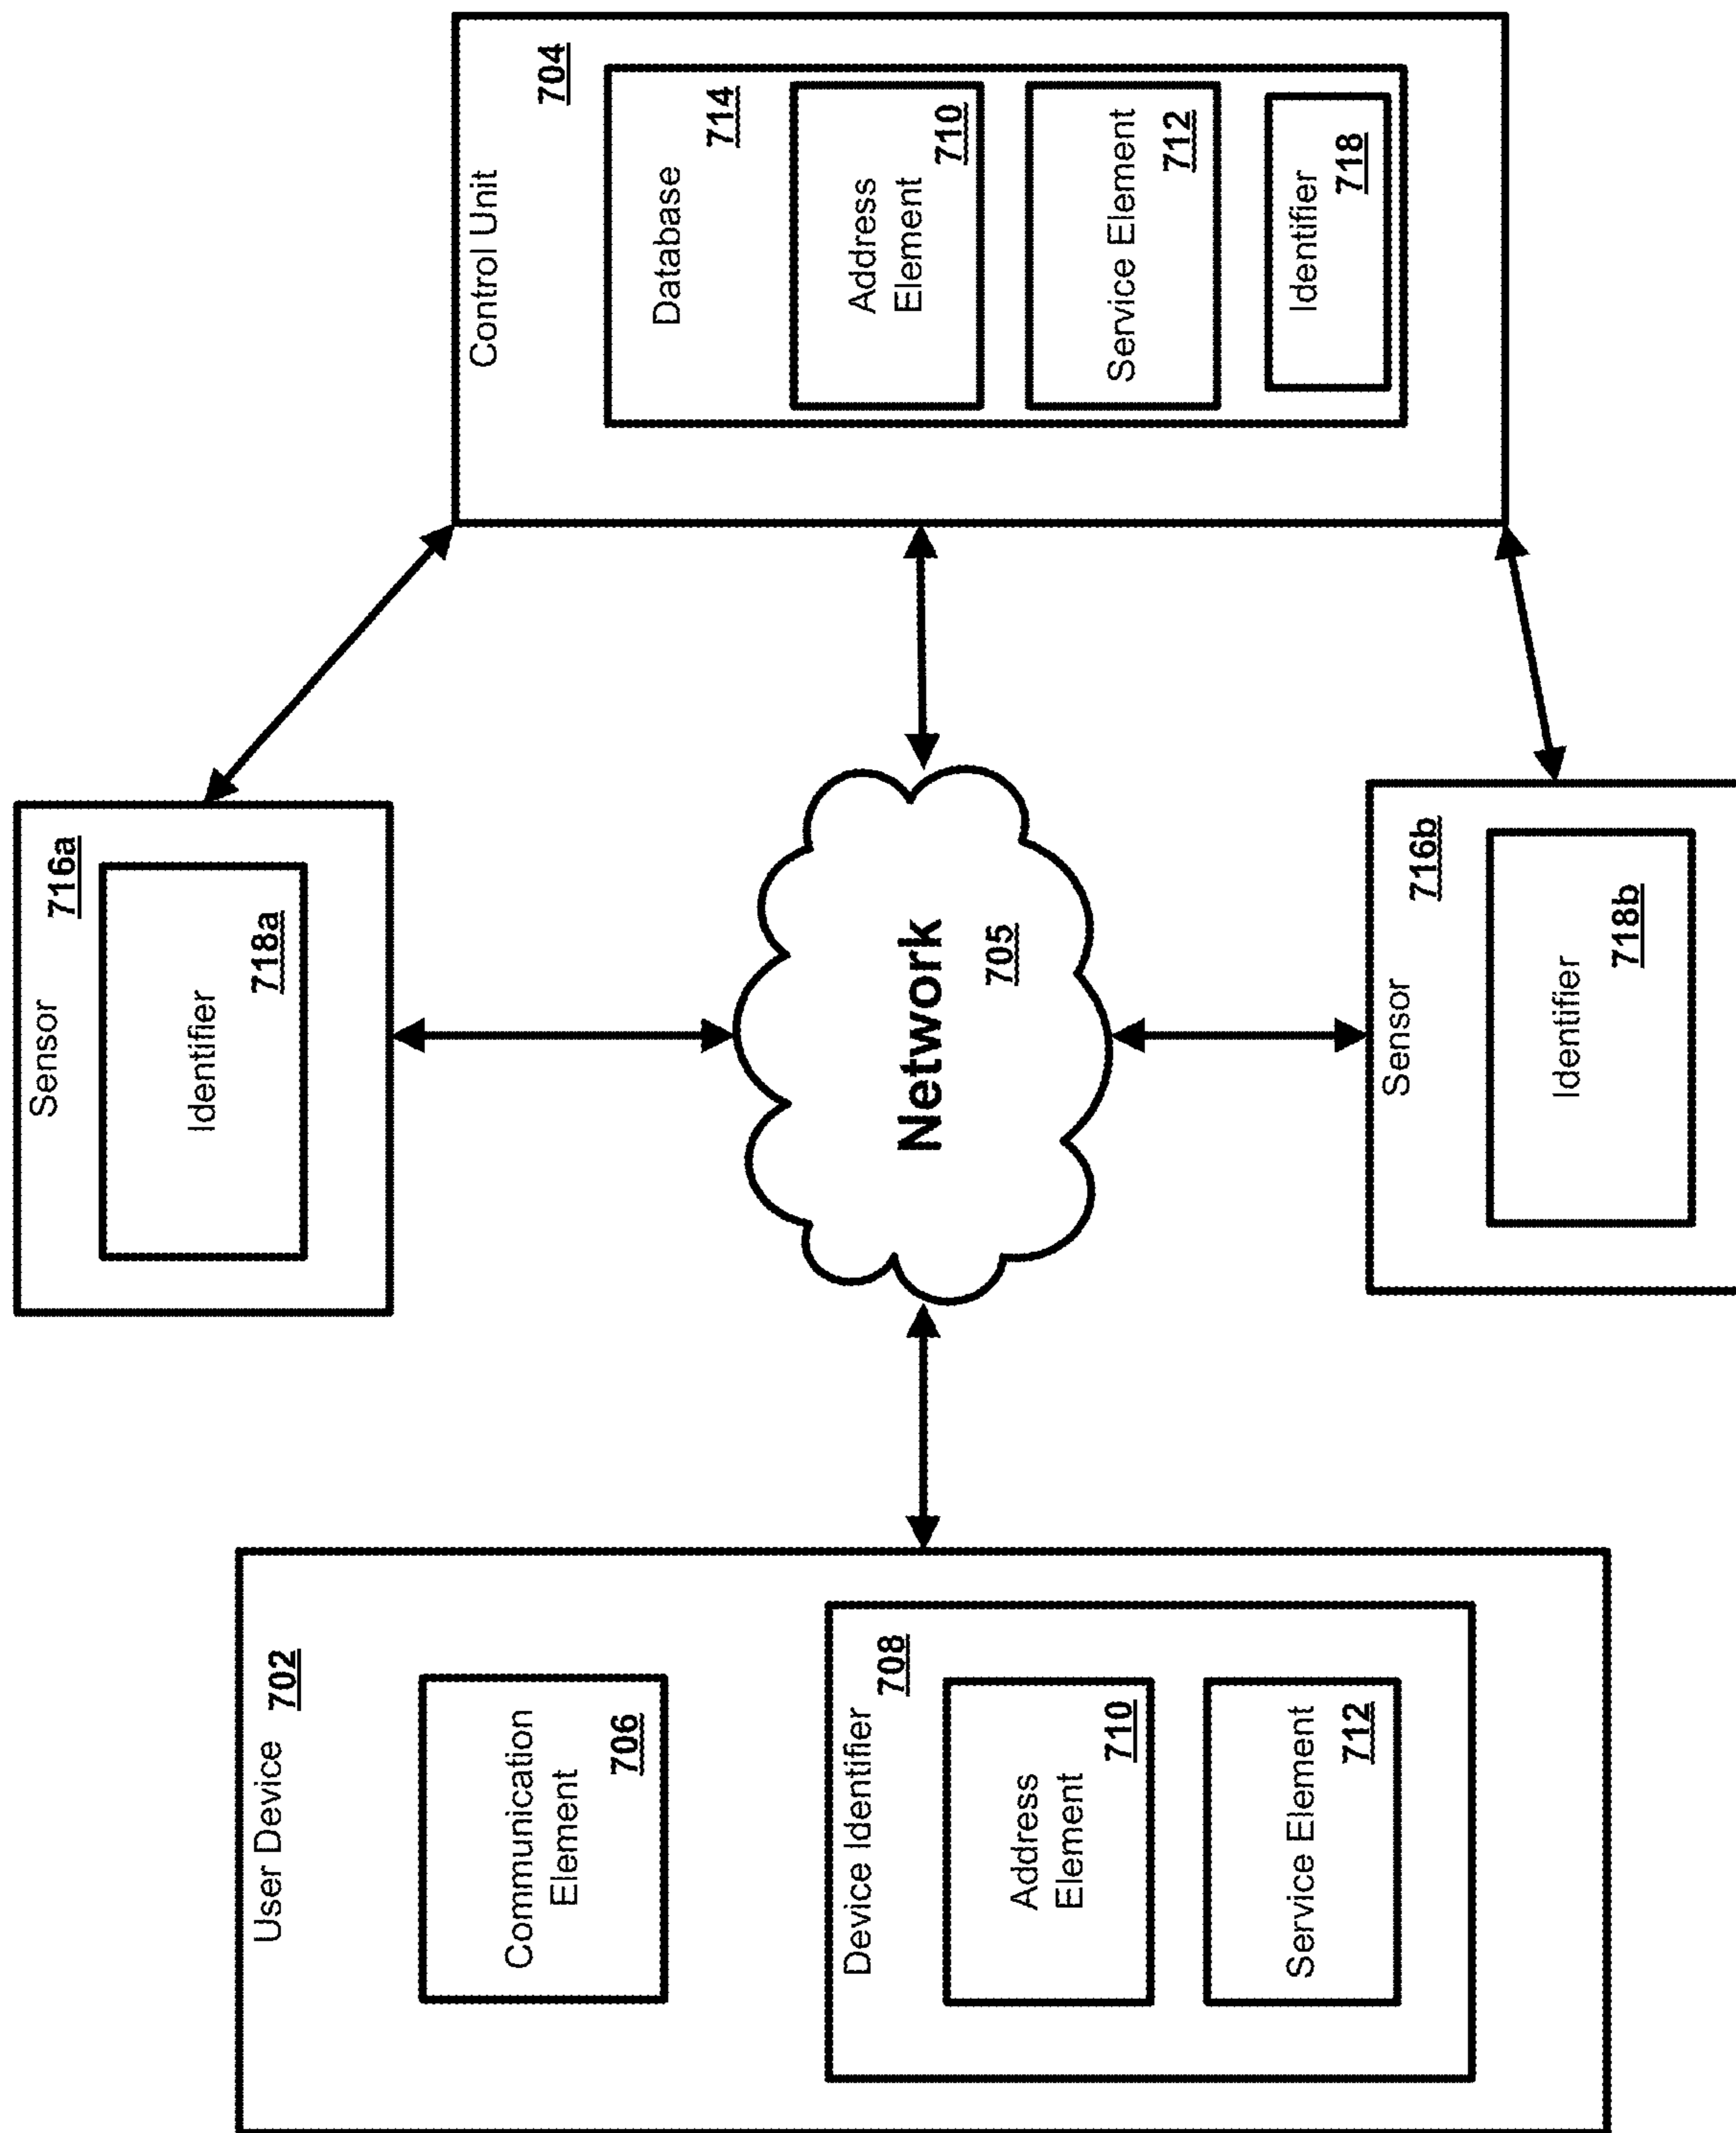 User Device 702
Communication
Element
706
Device Identifier
708
Address
Element
710
Service Element
712
Sensor
716a
Identifier
718a
Network
705
Sensor
716b
Identifier
718b
Control Unit
704
Database
714
Address
Element
710
Service Element
712
Identifier
718